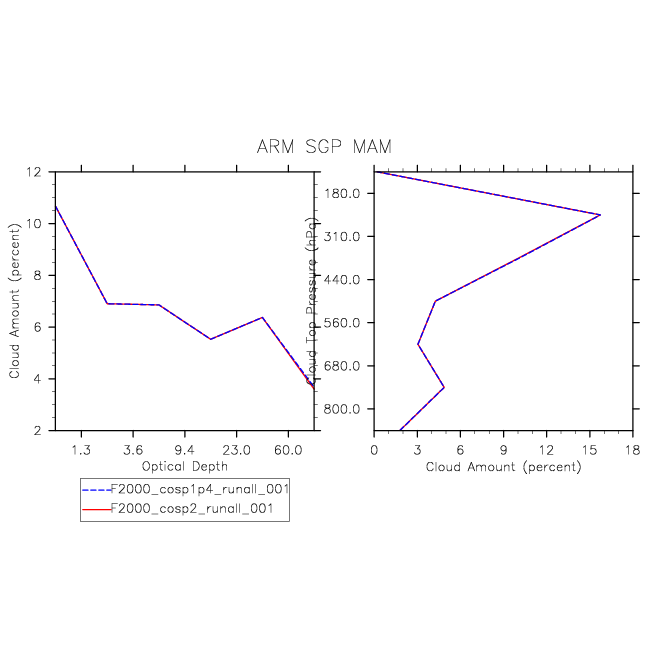 ARM SGP MAM
Cloud Amount (percent)
12
10
8
6
4
2
1.3 3.6 9.4 23.0 60.0
Optical Depth
Cloud Top Pressure (hPa)
180.0
310.0
440.0
560.0
680.0
800.0
0 3 6 9 12 15 18
Cloud Amount (percent)
F2000_cosp1p4_runall_001
F2000_cosp2_runall_001